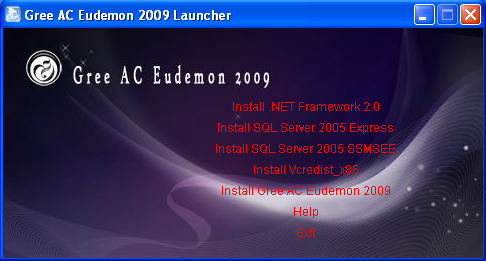 Gree AC Eudemon 2009 Launcher
Gree AC Eudemon 2009
Install .NET Framework 2.0
Install SQL Server 2005 Express
Install SQL Server 2005 SSMSEE
Install Vcredist_x86
Install Gree AC Eudemon 2009
Help
Exit